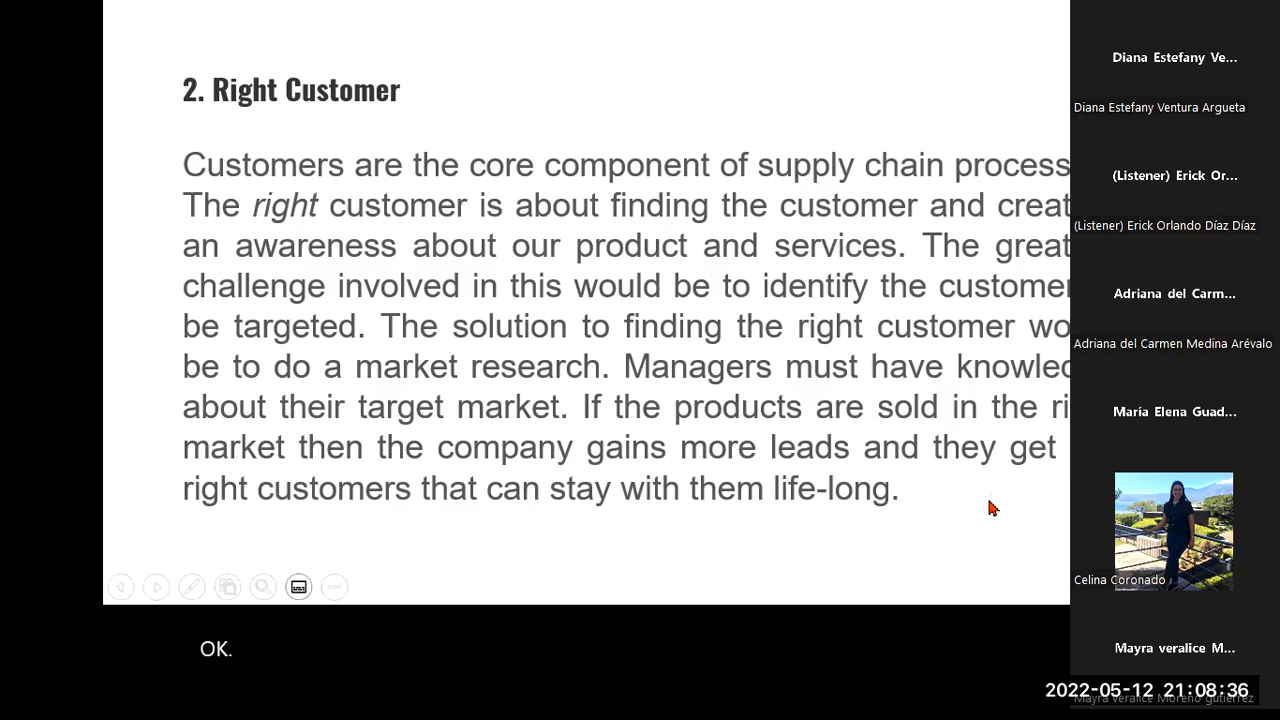 2. Right Customer
Customers are the core component of supply chain process
The right customer is about finding the customer and creat
an awareness about our product and services. The great
challenge involved in this would be to identify the customer
be targeted. The solution to finding the right customer wo
be to do a market research. Managers must have knowled
about their target market. If the products are sold in the ri
market then the company gains more leads and they get
right customers that can stay with them life-long.
OK.
Diana Estefany Ve...
Diana Estefany Ventura Argueta
(Listener) Erick Or...
(Listener) Erick Orlando Díaz Díaz
Adriana del Carm...
Adriana del Carmen Medina Arévalo
María Elena Guad...
Celina Coronado
Mayra veralice M...
2022-05-12 21:08:36
Mayra veralice Moreno gutierrez